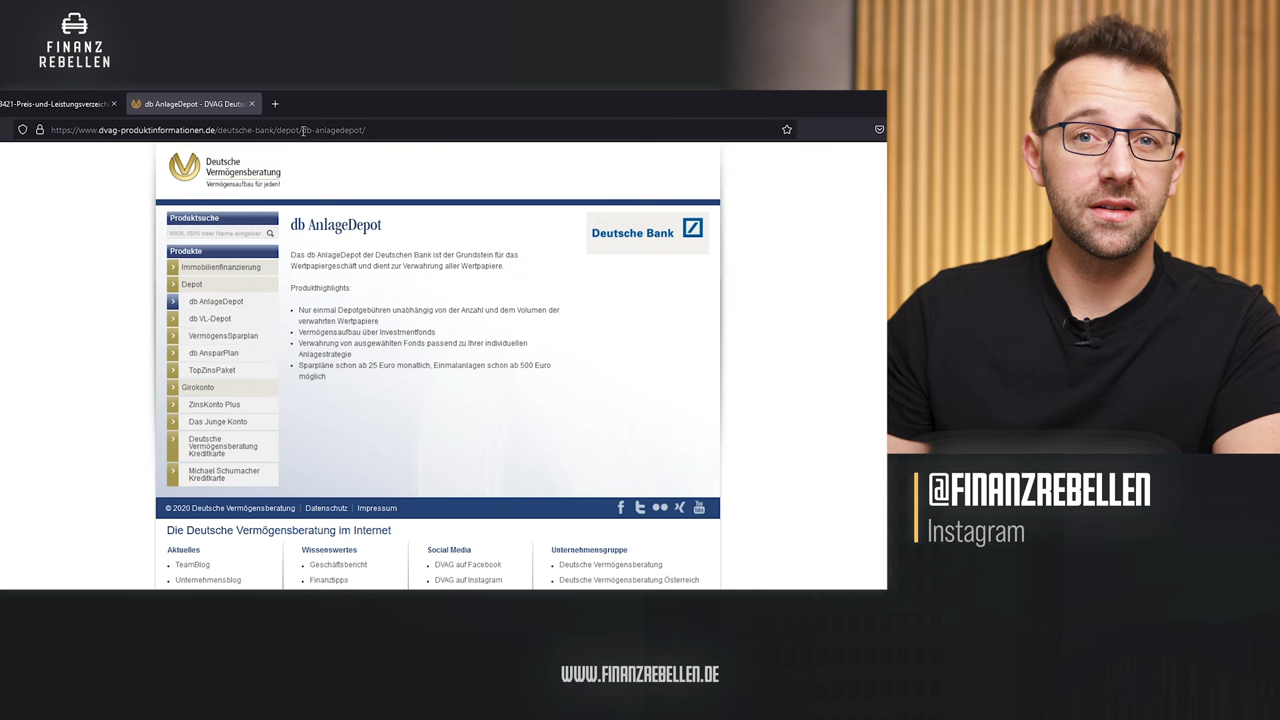 FINANZ
REBELLEN
3421-Preis-und-Leistungsverzeich
db AnlageDepot - DVAG Deutsc
https://www.dvag-produktinformationen.de/deutsche-bank/depot/db-anlagedepot/
Deutsche
Vermögensberatung
Vermögensaufbau für jeden!
Produktsuche
WKN, ISIN oder Name eingeben
Produkte
Immobilienfinanzierung
Depot
db AnlageDepot
db VL-Depot
VermögensSparplan
db AnsparPlan
TopZinsPaket
Girokonto
ZinsKonto Plus
Das Junge Konto
Deutsche
Vermögensberatung
Kreditkarte
Michael Schumacher
Kreditkarte
db AnlageDepot
Das db AnlageDepot der Deutschen Bank ist der Grundstein für das
Wertpapiergeschäft und dient zur Verwahrung aller Wertpapiere.
Produkthighlights:
Nur einmal Depotgebühren unabhängig von der Anzahl und dem Volumen der
verwahrten Wertpapiere
Vermögensaufbau über Investmentfonds
Verwahrung von ausgewählten Fonds passend zu Ihrer individuellen
Anlagestrategie
Sparpläne schon ab 25 Euro monatlich, Einmalanlagen schon ab 500 Euro
möglich
Deutsche Bank
© 2020 Deutsche Vermögensberatung | Datenschutz | Impressum
Die Deutsche Vermögensberatung im Internet
Aktuelles
TeamBlog
Unternehmensblog
Wissenswertes
Geschäftsbericht
Finanztipps
Social Media
DVAG auf Facebook
DVAG auf Instagram
Unternehmensgruppe
Deutsche Vermögensberatung
Deutsche Vermögensberatung Österreich
@FINANZREBELLEN
Instagram
WWW.FINANZREBELLEN.DE